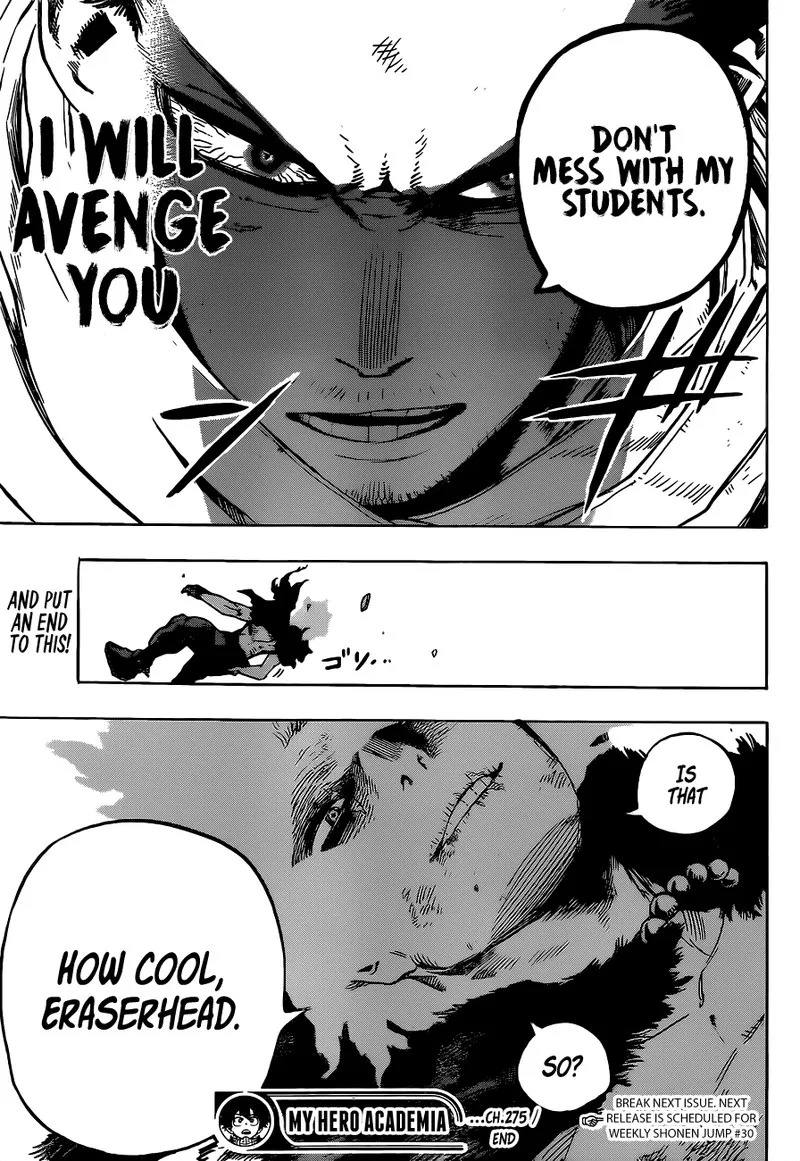 DON'T
MESS WITH MY
STUDENTS.
I WILL
AVENGE
YOU
AND PUT
AN END
TO THIS!
ゴソ...
IS
THAT
SO?
HOW COOL,
ERASERHEAD.
MY HERO ACADEMIA
...CH.275 /
END
BREAK NEXT ISSUE. NEXT
RELEASE IS SCHEDULED FOR
WEEKLY SHONEN JUMP #30